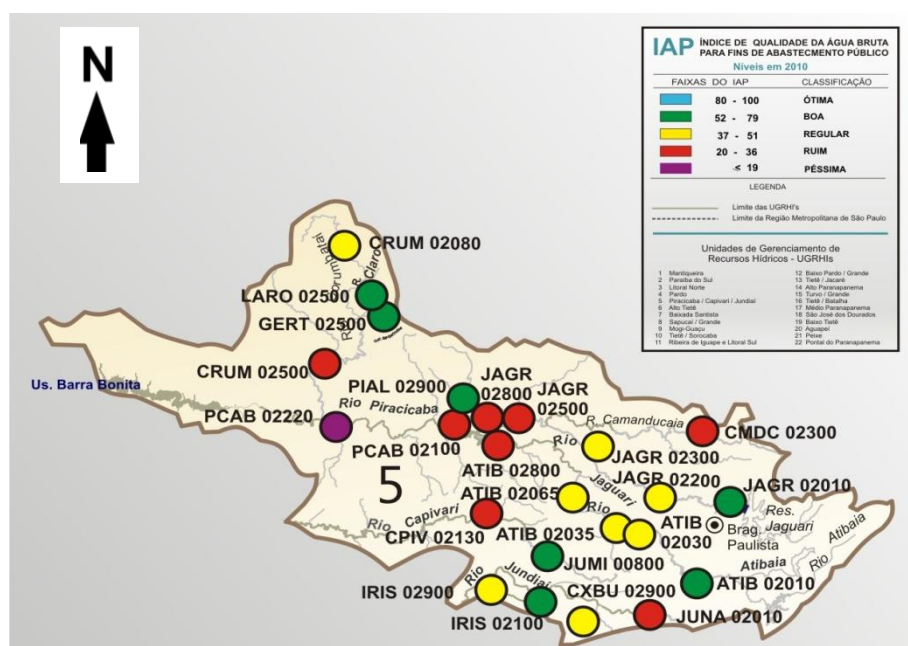 N
IAP ÍNDICE DE QUALIDADE DA ÁGUA BRUTA
PARA FINS DE ABASTECMENTO PÚBLICO
Níveis em 2010
FAIXAS DO IAP CLASSIFICAÇÃO
80 - 100 ÓTIMA
52 - 79 BOA
37 - 51 REGULAR
20 - 36 RUIM
≤ 19 PÉSSIMA
LEGENDA
Limite das UGRHI's
Limite da Região Metropolitana de São Paulo
Unidades de Gerenciamento de
Recursos Hídricos - UGRHIs
1 Mantiqueira
2 Paraíba do Sul
3 Litoral Norte
4 Pardo
5 Piracicaba / Capivari / Jundiaí
6 Alto Tietê
7 Baixada Santista
8 Sapucaí / Grande
9 Mogi-Guaçu
10 Tietê / Sorocaba
11 Ribeira de Iguape e Litoral Sul
12 Baixo Pardo / Grande
13 Tietê / Jacaré
14 Alto Paranapanema
15 Turvo / Grande
16 Tietê / Batalha
17 Médio Paranapanema
18 São José dos Dourados
19 Baixo Tietê
20 Aguapeí
21 Peixe
22 Pontal do Paranapanema
CRUM 02080
R. Claro
LARO 02500
GERT 02500
Rio
CRUM 02500
Us. Barra Bonita
PIAL 02900
JAGR
02800
JAGR
02500
Rio Piracicaba
PCAB 02220
R. Camanducaia
CMDC 02300
PCAB 02100
Rio
JAGR 02300
ATIB 02800
5
Jaguari
JAGR 02200
JAGR 02010
ATIB 02065
Rio
Res.
Jaguari
Rio Capivari
CPIV 02130
ATIB 02035
ATIB
02030
Brag.
Paulista
Atibaia
Rio
Atibaia
JUMI 00800
Rio
Jundiaí
ATIB 02010
IRIS 02900
CXBU 02900
IRIS 02100
JUNA 02010